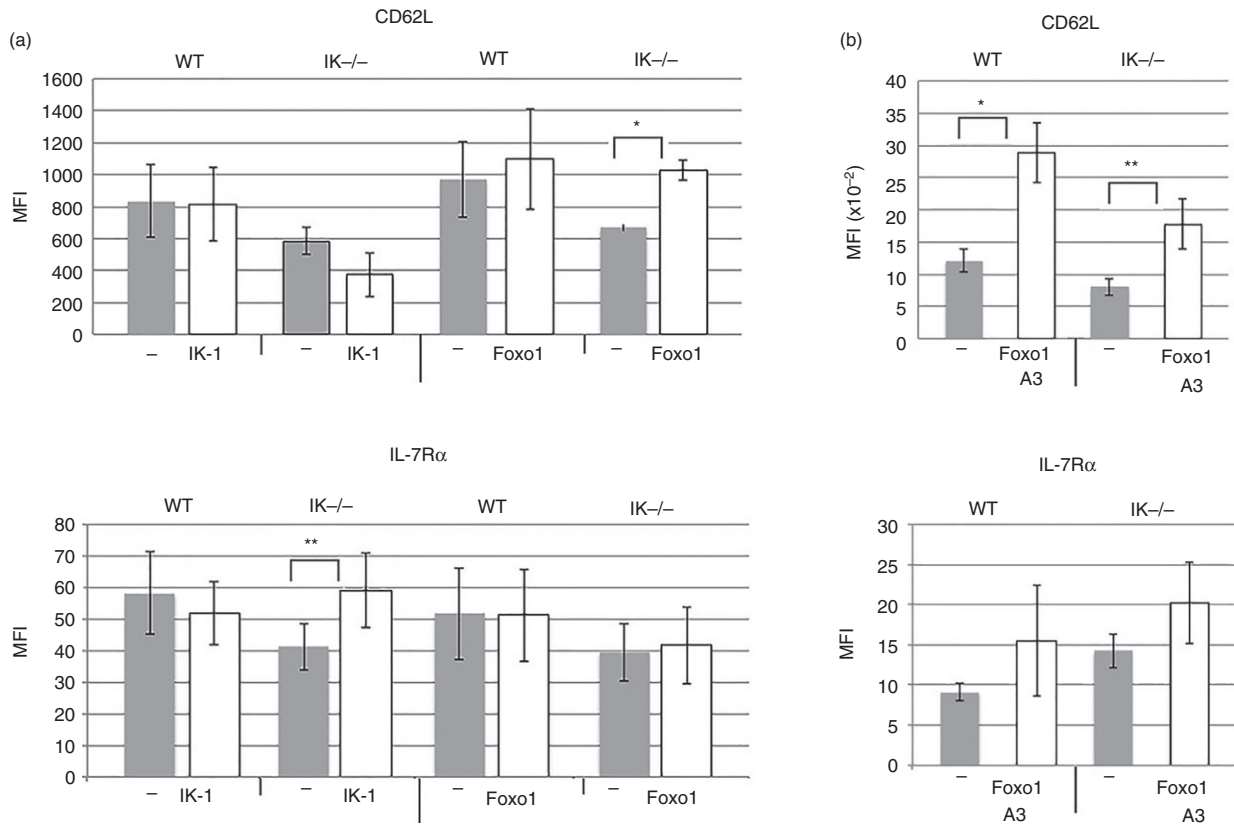 (a)
CD62L
WT IK–/– WT IK–/–
MFI
1600
1400
1200
1000
800
600
400
200
0
*
– IK-1 – IK-1 – Foxo1 – Foxo1
(b)
CD62L
WT IK–/–
MFI (x10⁻²)
40
35
30
25
20
15
10
5
0
*
**
– Foxo1 A3 – Foxo1 A3
IL-7Rα
WT IK–/– WT IK–/–
MFI
80
70
60
50
40
30
20
10
0
**
– IK-1 – IK-1 – Foxo1 – Foxo1
IL-7Rα
WT IK–/–
MFI
30
25
20
15
10
5
0
– Foxo1 A3 – Foxo1 A3